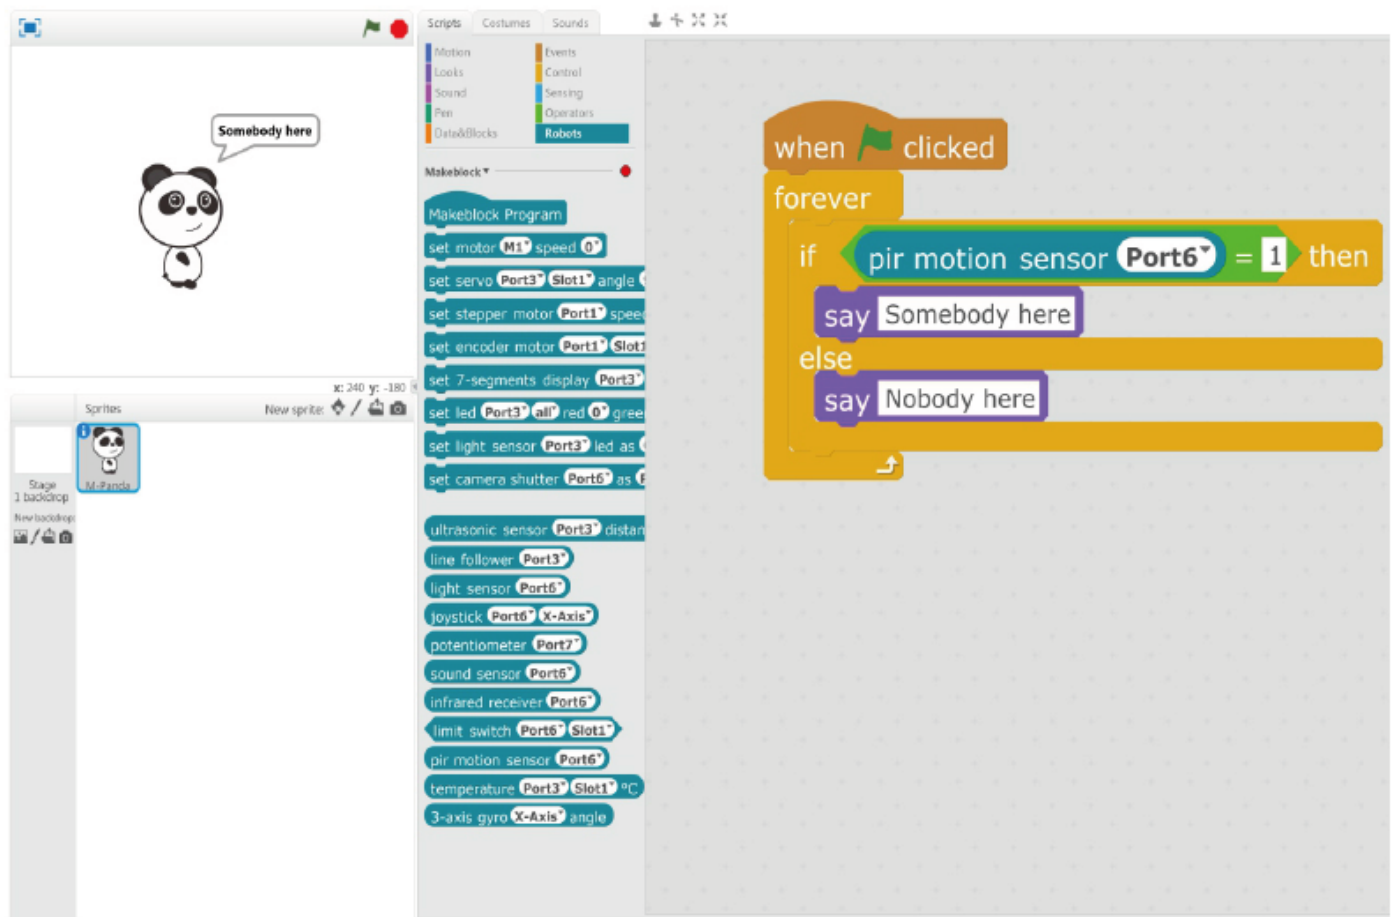 Somebody here
x: 240 y: -180
Sprites
New sprite:
M-Panda
Stage
1 backdrop
New backdrop:
Scripts Costumes Sounds
Motion Events
Looks Control
Sound Sensing
Pen Operators
Data&Blocks Robots
Makeblock
Makeblock Program
set motor M1 speed 0
set servo Port3 Slot1 angle
set stepper motor Port1 spee
set encoder motor Port1 Slot1
set 7-segments display Port3
set led Port3 all red 0 gree
set light sensor Port3 led as
set camera shutter Port6 as
ultrasonic sensor Port3 distan
line follower Port3
light sensor Port6
joystick Port6 X-Axis
potentiometer Port7
sound sensor Port6
infrared receiver Port6
limit switch Port6 Slot1
pir motion sensor Port6
temperature Port3 Slot1 °C
3-axis gyro X-Axis angle
when clicked
forever
if pir motion sensor Port6 = 1 then
say Somebody here
else
say Nobody here